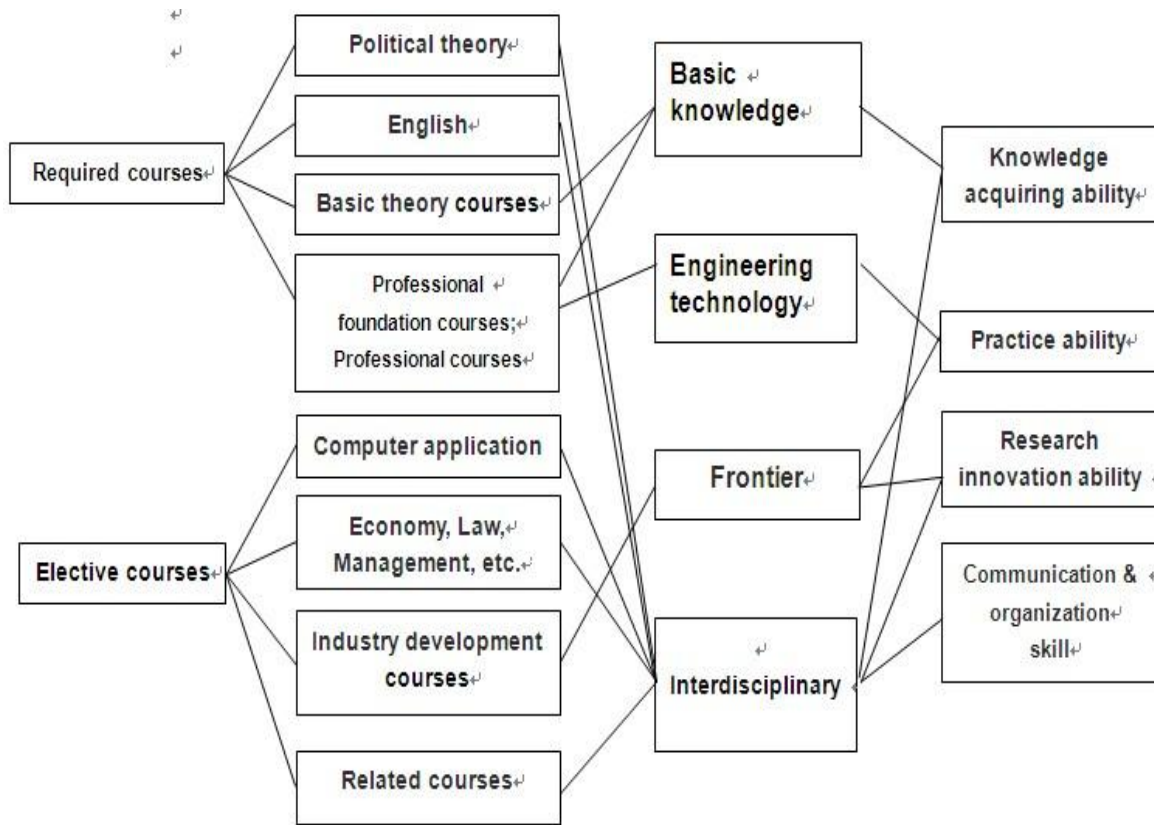 Required courses
Elective courses
Political theory
English
Basic theory courses
Professional
foundation courses;
Professional courses
Computer application
Economy, Law,
Management, etc.
Industry development
courses
Related courses
Basic
knowledge
Engineering
technology
Frontier
Interdisciplinary
Knowledge
acquiring ability
Practice ability
Research
innovation ability
Communication &
organization
skill